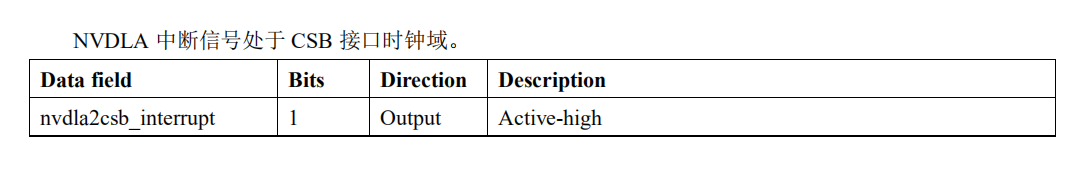 NVDLA 中断信号处于 CSB 接口时钟域。
Data field Bits Direction Description
nvdla2csb_interrupt 1 Output Active-high